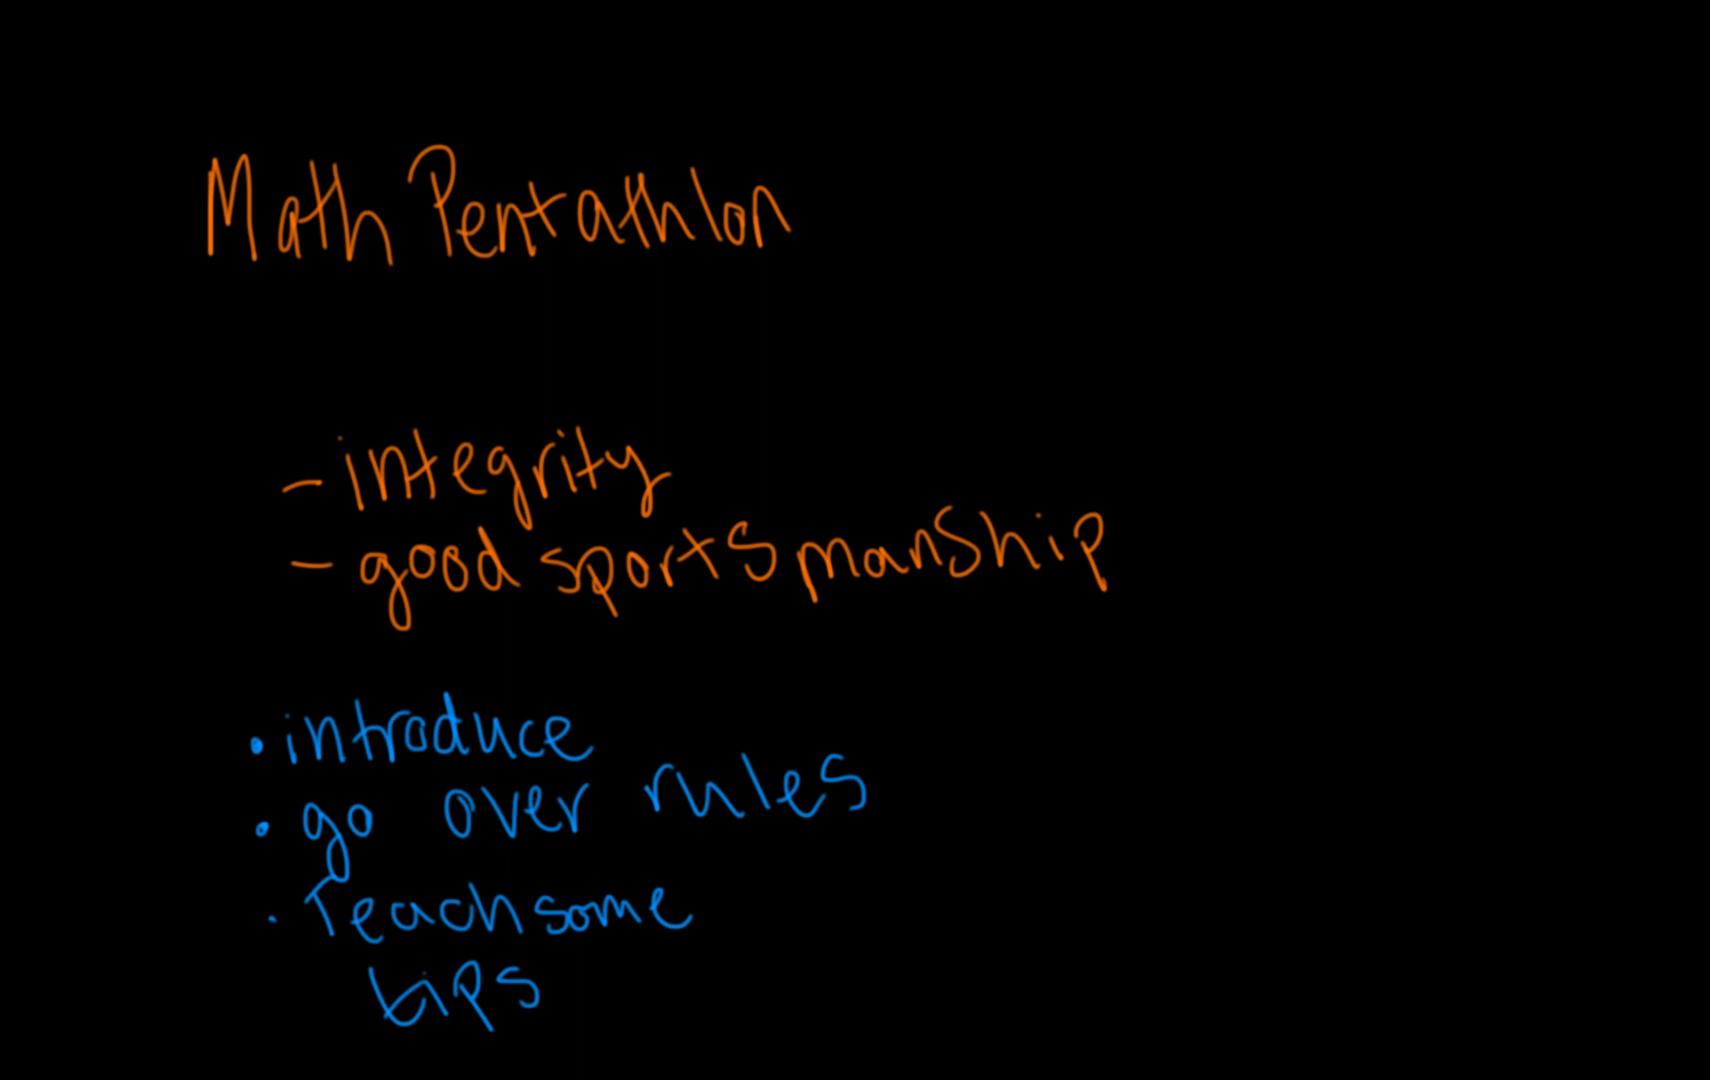 Math Pentathlon
- integrity
- good sportsmanship
• introduce
• go over rules
• Teach some
tips